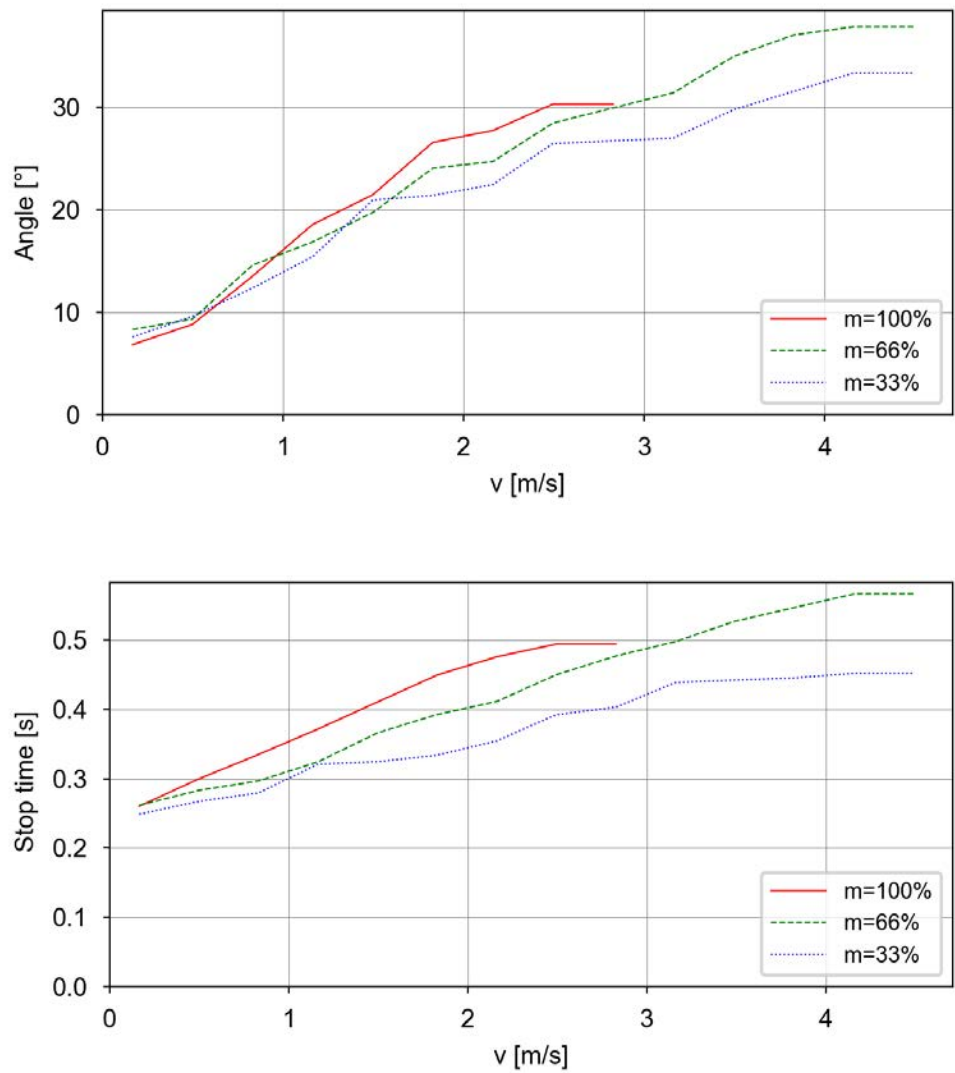 Angle [°]
30
20
10
0
m=100%
m=66%
m=33%
0 1 2 3 4
v [m/s]
Stop time [s]
0.5
0.4
0.3
0.2
0.1
0.0
m=100%
m=66%
m=33%
0 1 2 3 4
v [m/s]